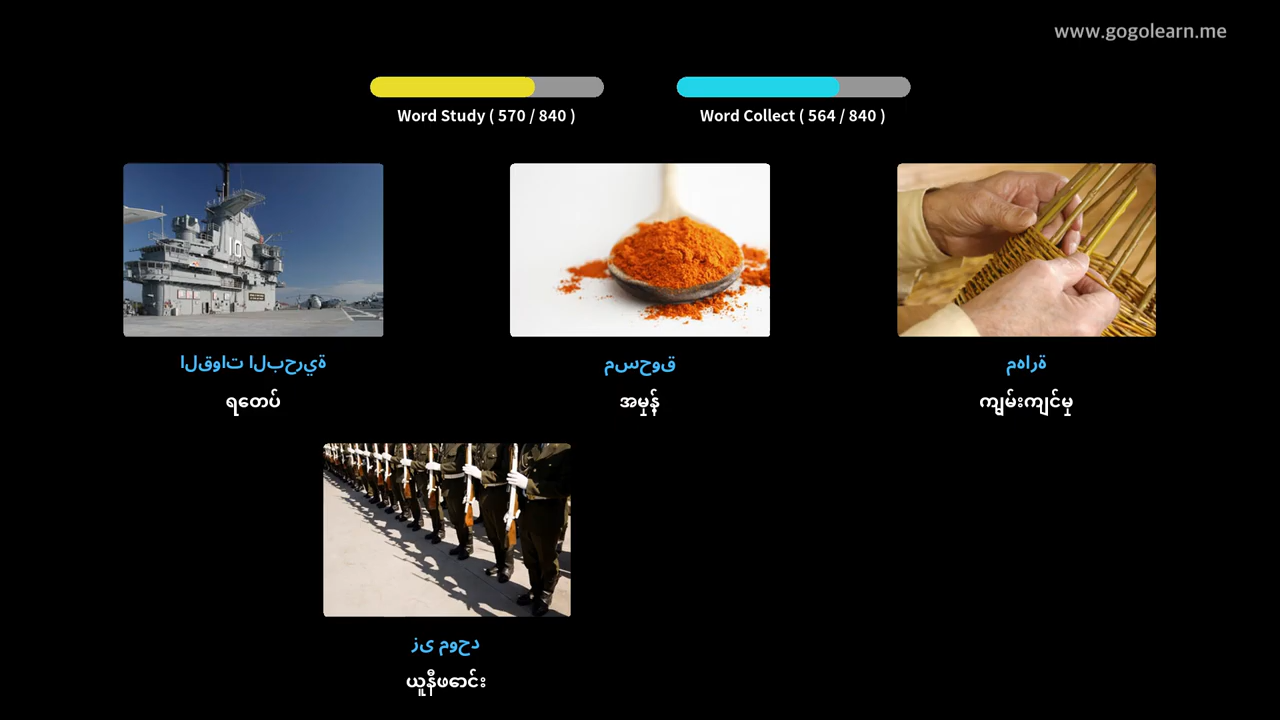 www.gogolearn.me
Word Study ( 570 / 840 )
Word Collect ( 564 / 840 )
القوات البحرية
ရေတပ်
مسحوق
အမှုန့်
مهارة
ကျွမ်းကျင်မှု
زى موحد
ယူနီဖောင်း